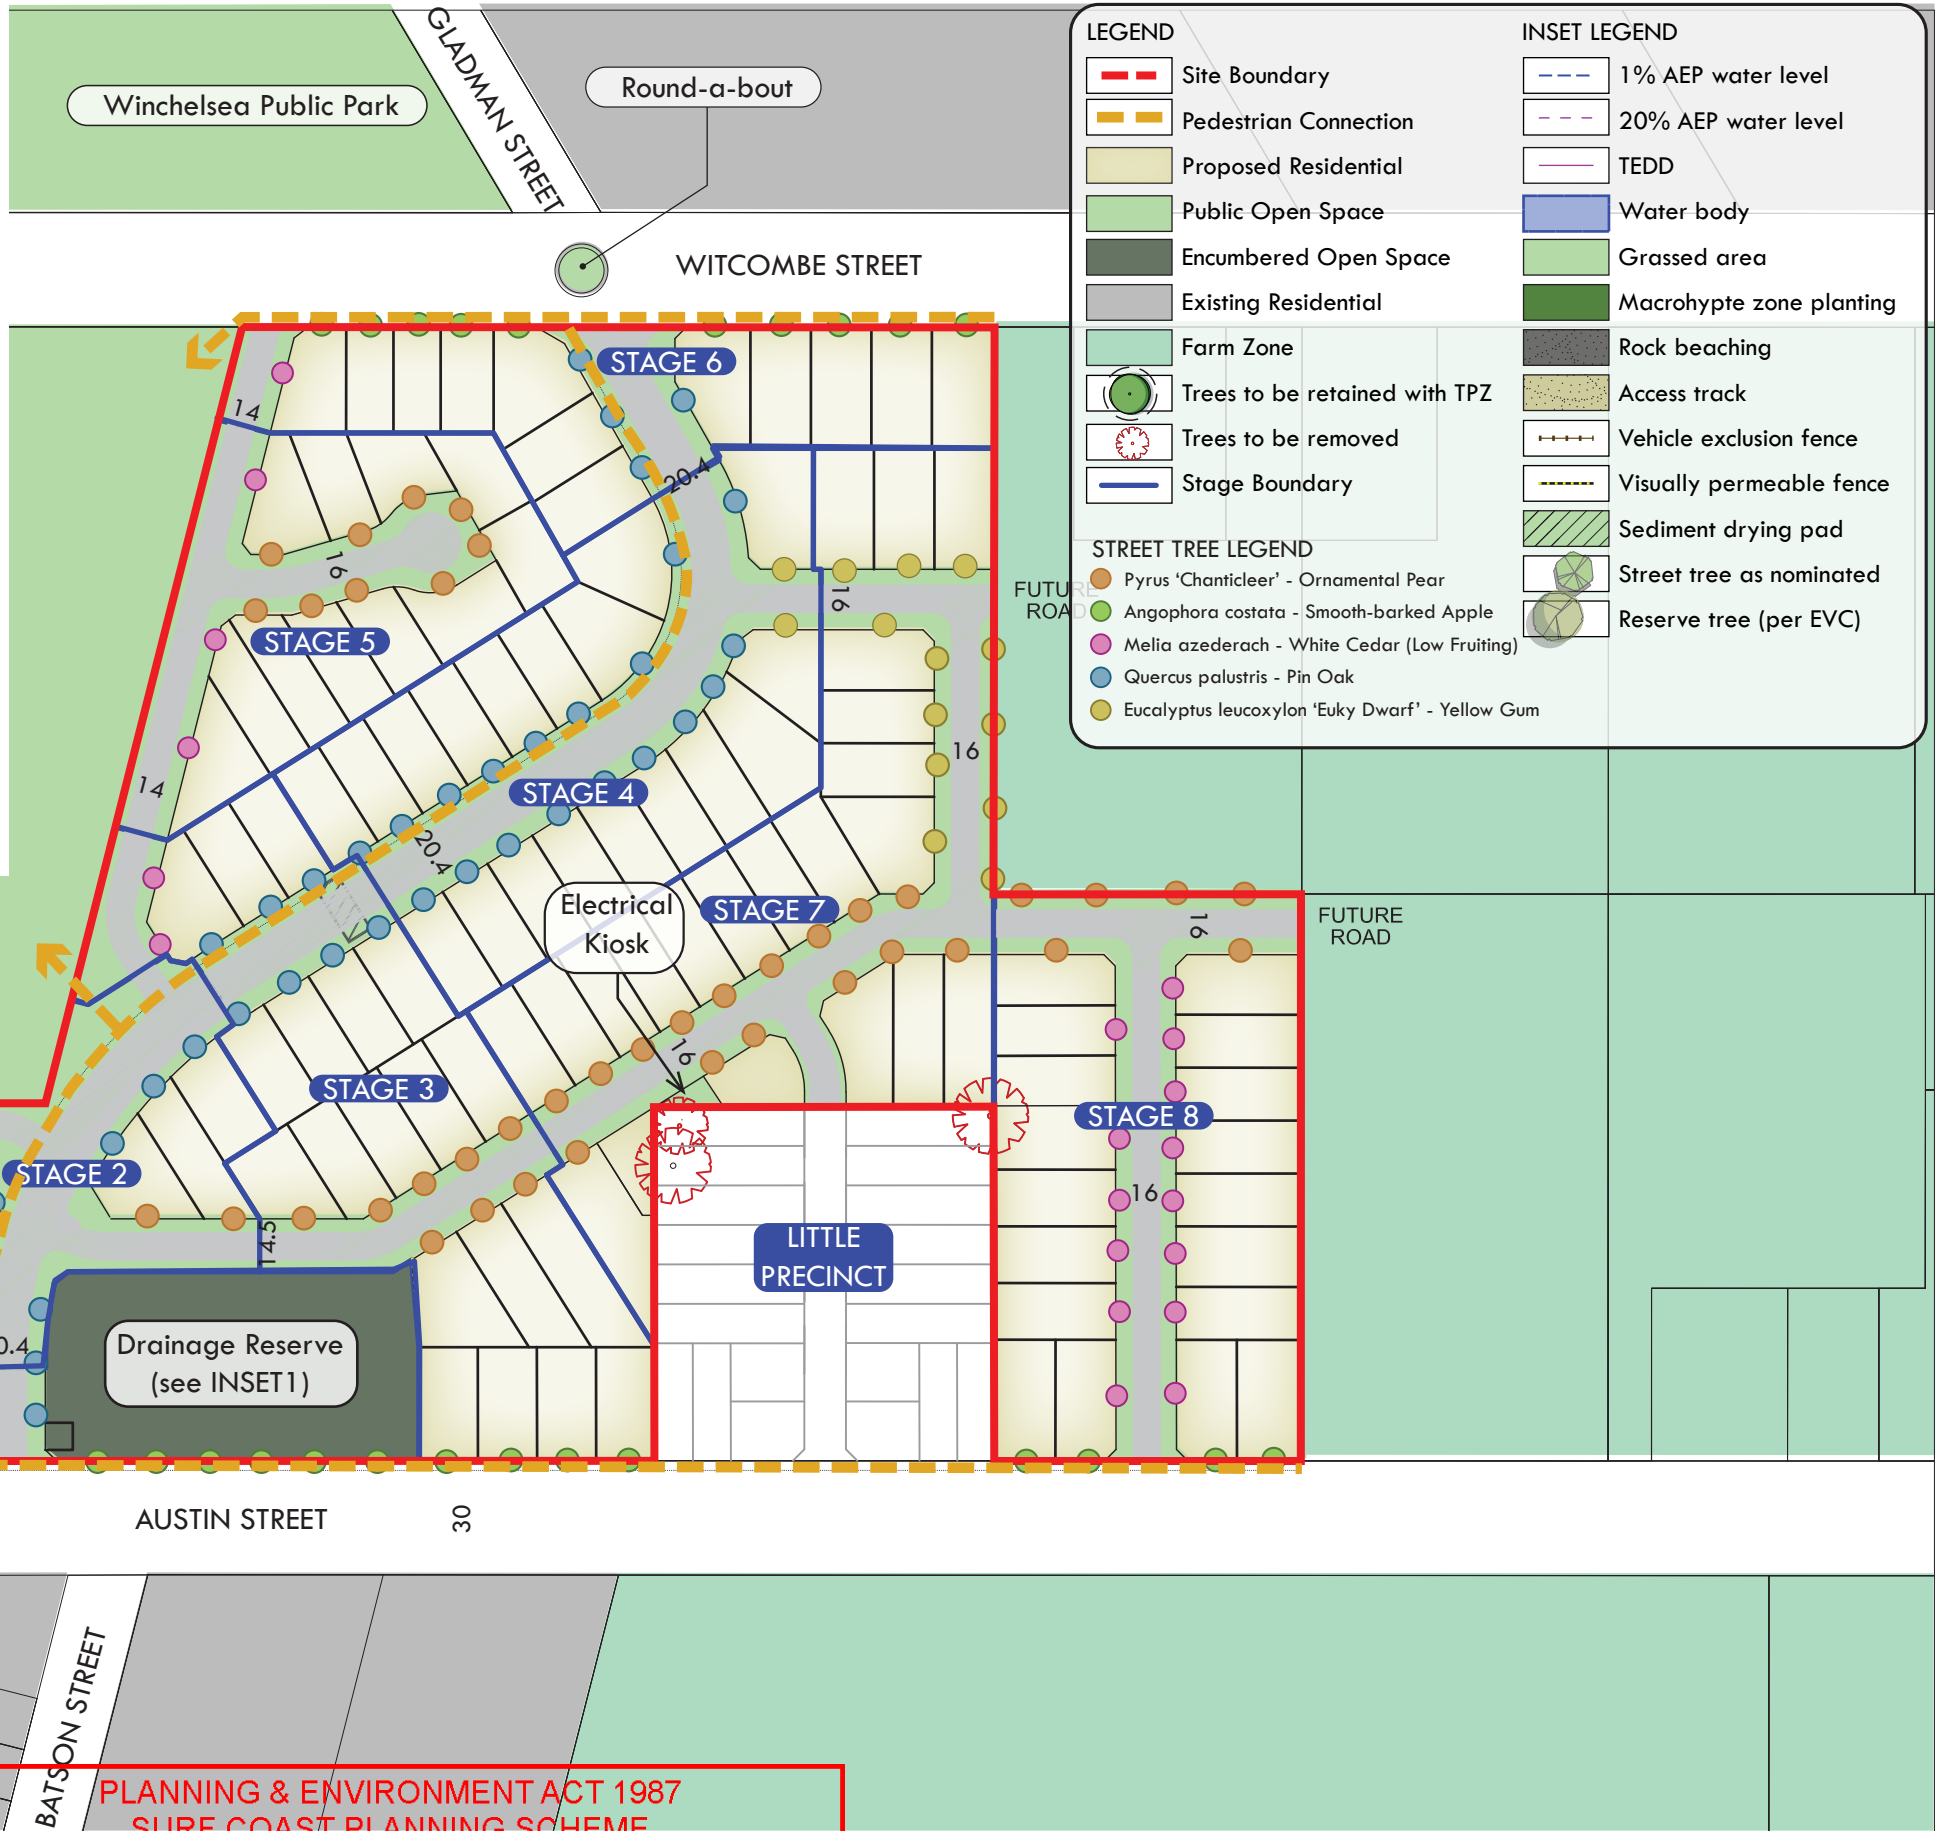 GLADMAN STREET
Winchelsea Public Park
Round-a-bout
WITCOMBE STREET
LEGEND
Site Boundary
Pedestrian Connection
Proposed Residential
Public Open Space
Encumbered Open Space
Existing Residential
Farm Zone
Trees to be retained with TPZ
Trees to be removed
Stage Boundary
INSET LEGEND
1% AEP water level
20% AEP water level
TEDD
Water body
Grassed area
Macrohypte zone planting
Rock beaching
Access track
Vehicle exclusion fence
Visually permeable fence
Sediment drying pad
Street tree as nominated
Reserve tree (per EVC)
STREET TREE LEGEND
Pyrus ‘Chanticleer’ - Ornamental Pear
Angophora costata - Smooth-barked Apple
Melia azederach - White Cedar (Low Fruiting)
Quercus palustris - Pin Oak
Eucalyptus leucoxylon ‘Euky Dwarf’ - Yellow Gum
STAGE 6
14
20.4
16
16
FUTURE
ROAD
STAGE 5
16
14
STAGE 4
20.4
Electrical
Kiosk
STAGE 7
16
FUTURE
ROAD
16
STAGE 3
STAGE 8
STAGE 2
16
14.5
LITTLE
PRECINCT
Drainage Reserve
(see INSET1)
0.4
AUSTIN STREET
30
BATSON STREET
PLANNING & ENVIRONMENT ACT 1987
SURF COAST PLANNING SCHEME